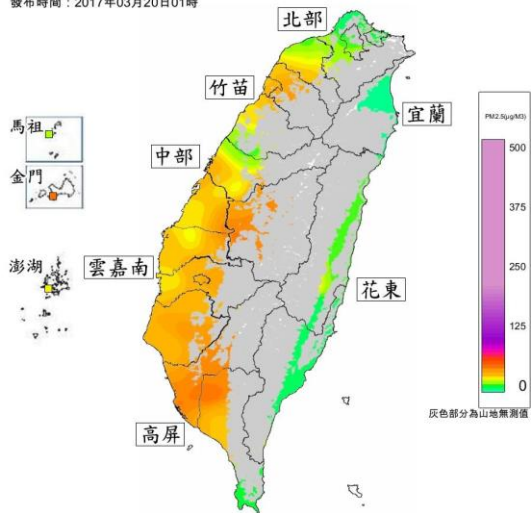 發布時間：2017年03月20日01時
北部
竹苗
宜蘭
馬祖
中部
金門
澎湖
雲嘉南
花東
高屏
PM2.5(μg/M3)
500
375
250
125
0
灰色部分為山地無測值